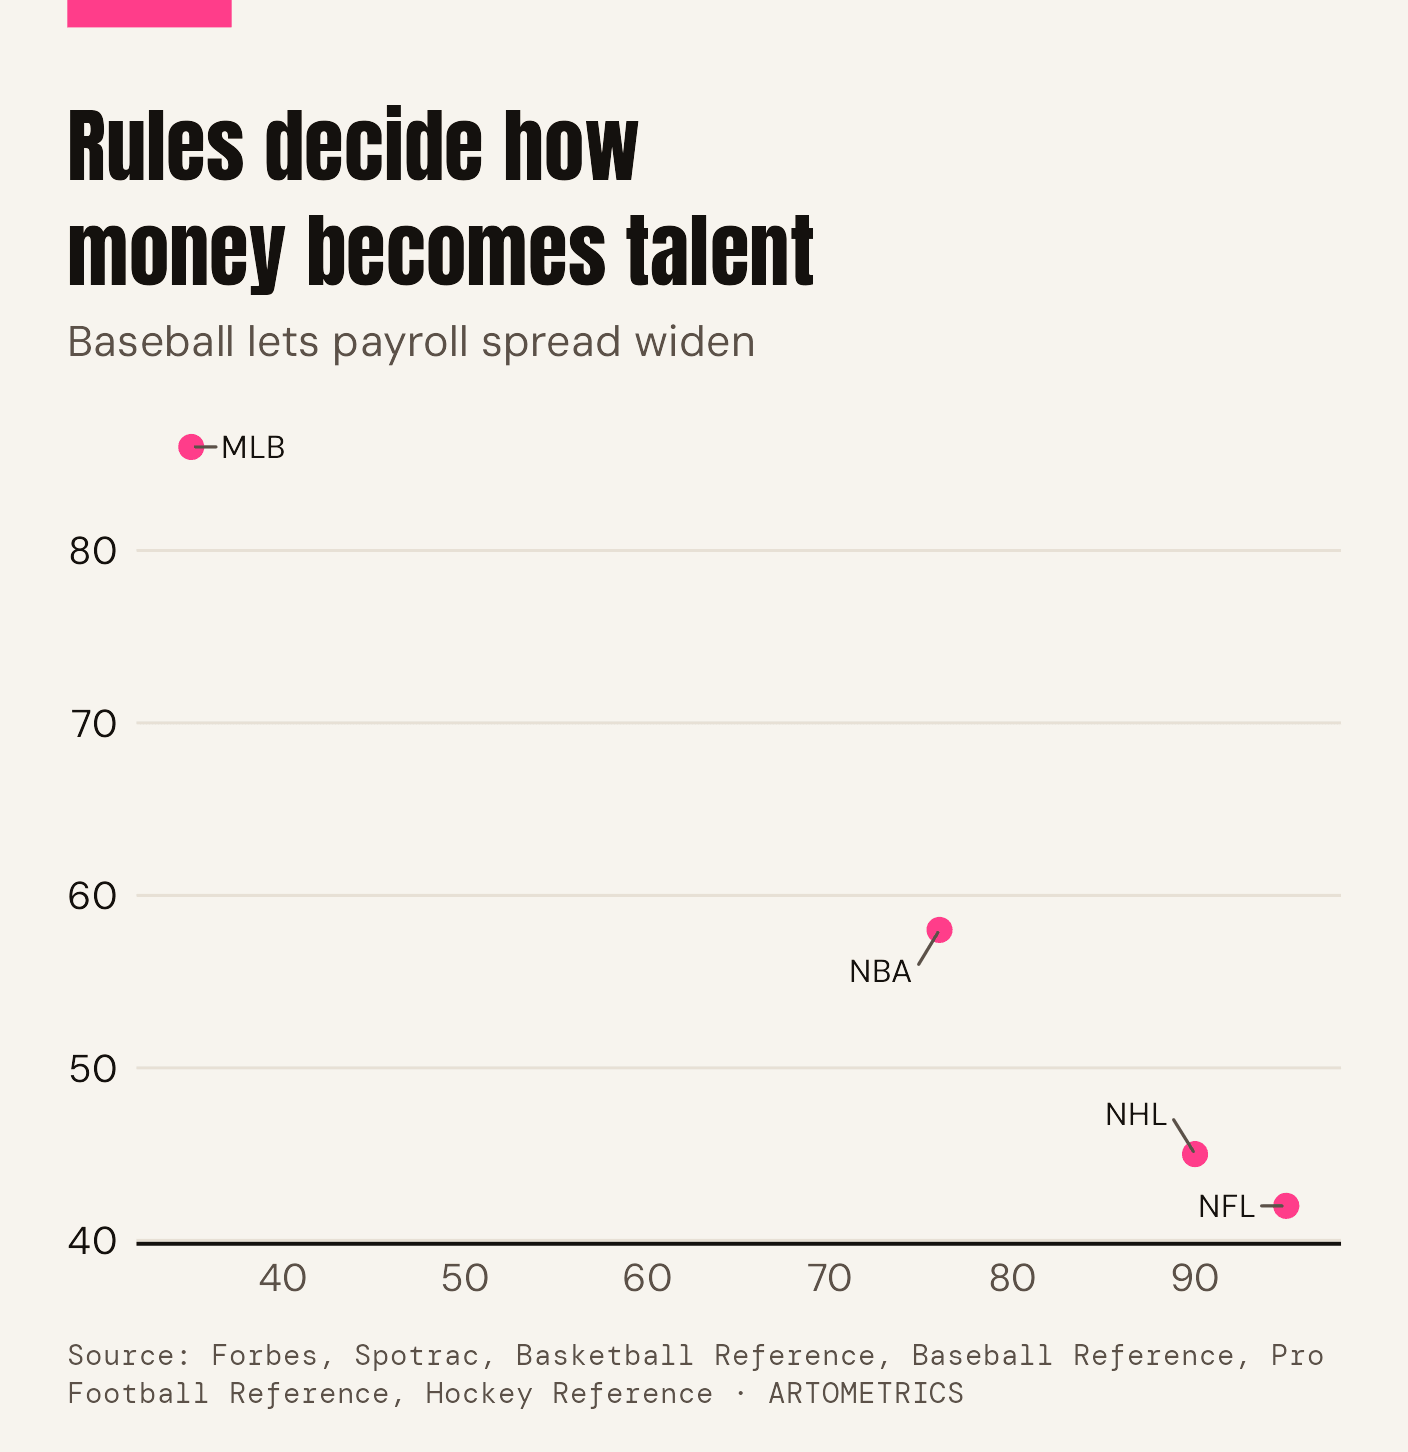 Rules decide how
money becomes talent
Baseball lets payroll spread widen
MLB
80
70
60
NBA
50
NHL
NFL
40
40 50 60 70 80 90
Source: Forbes, Spotrac, Basketball Reference, Baseball Reference, Pro
Football Reference, Hockey Reference · ARTOMETRICS